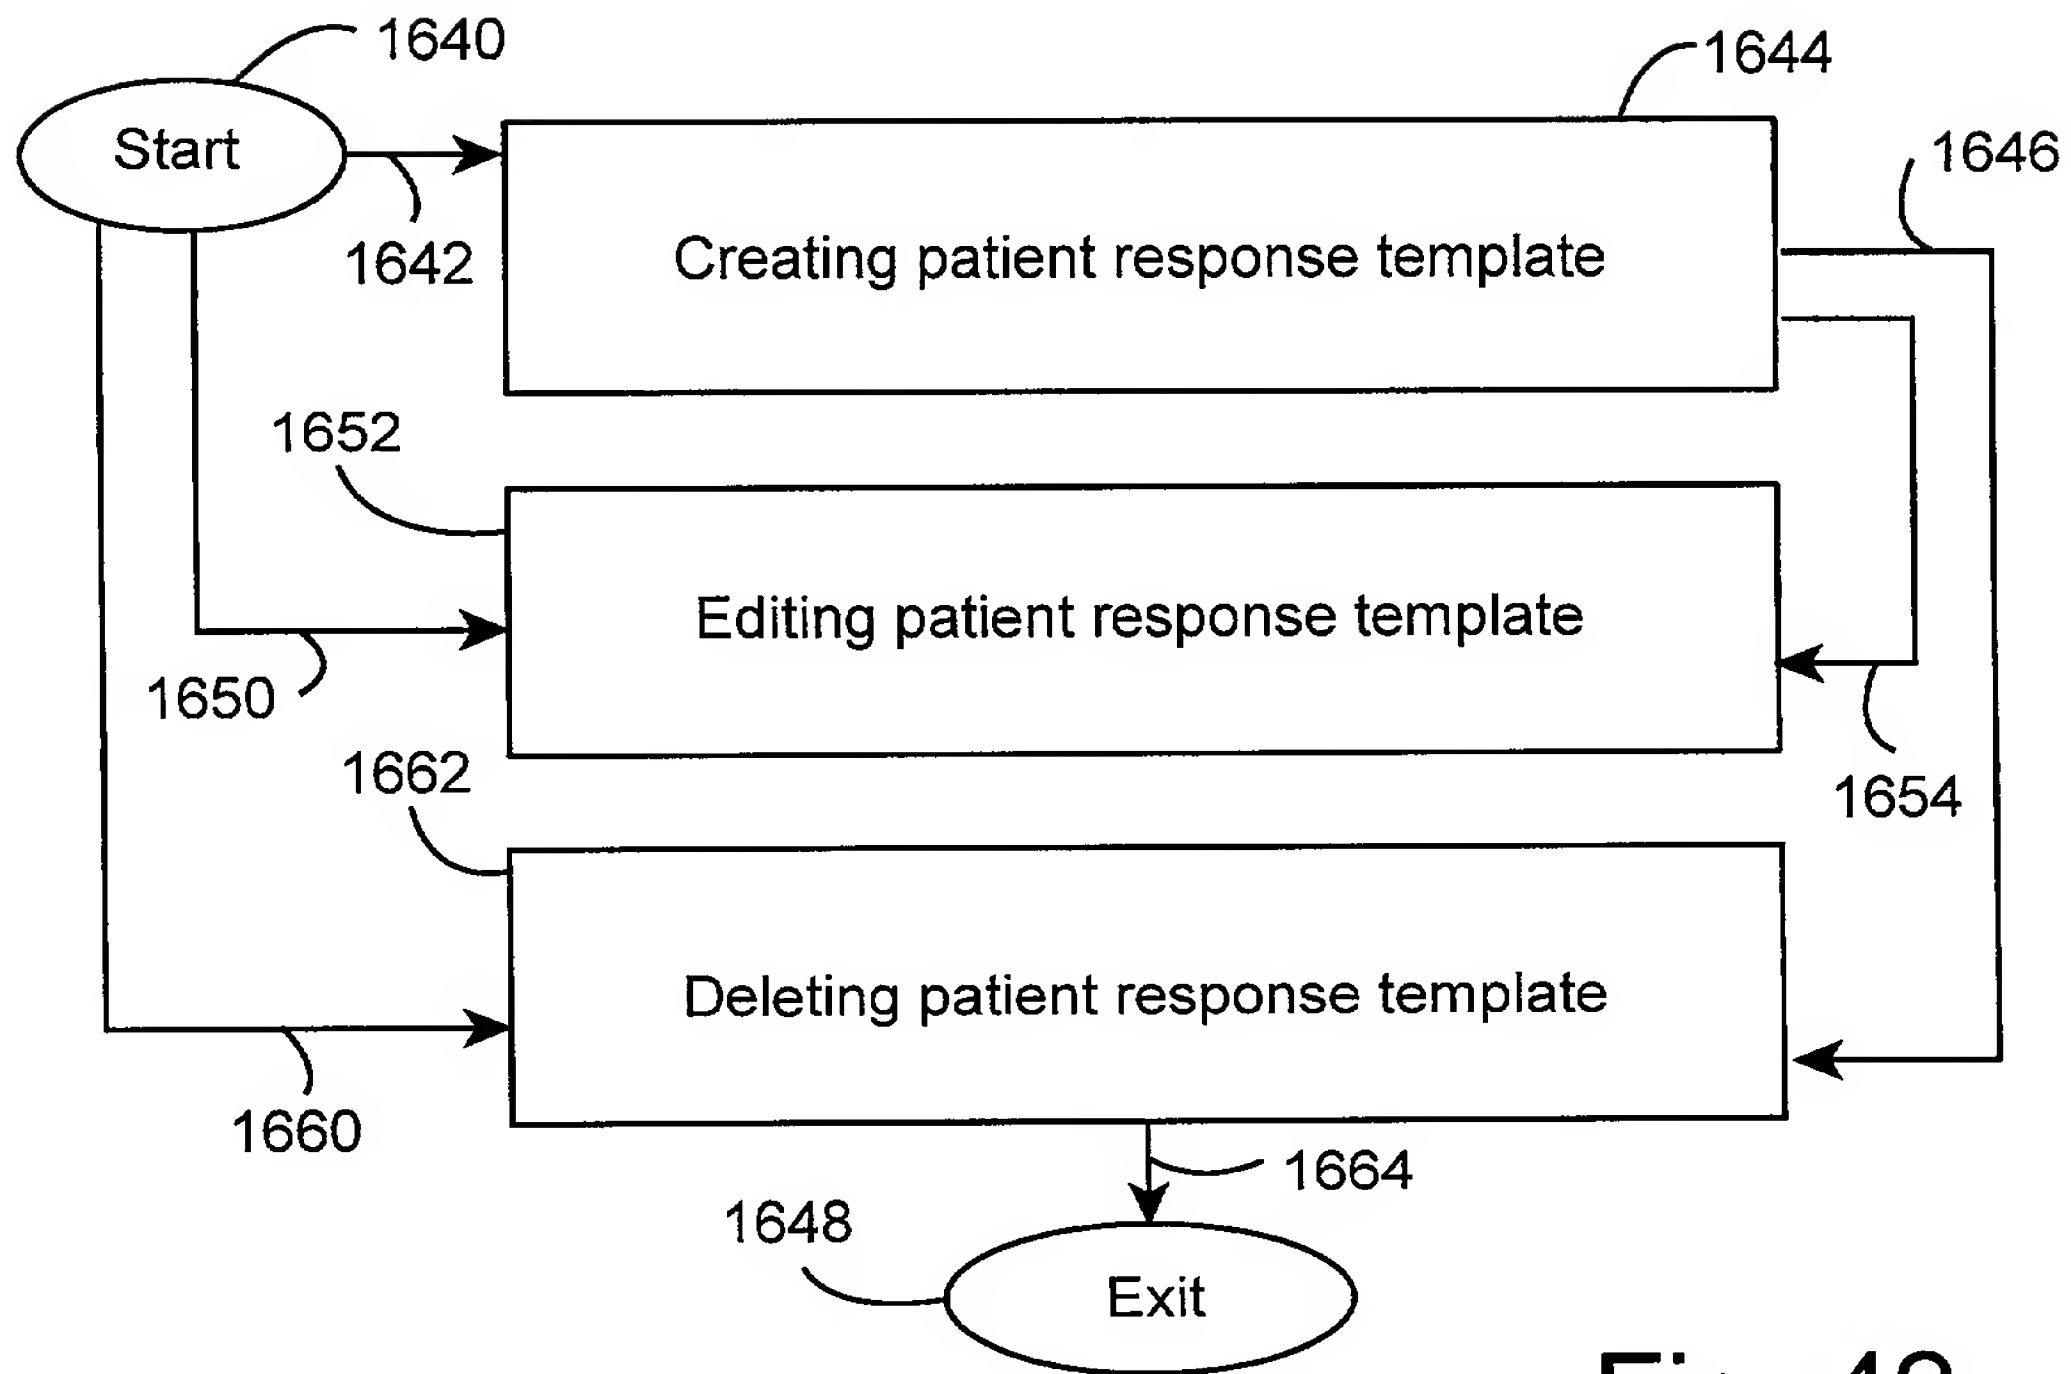 1640
1644
Start
1646
1642
Creating patient response template
1652
Editing patient response template
1650
1662
1654
Deleting patient response template
1660
1664
1648
Exit